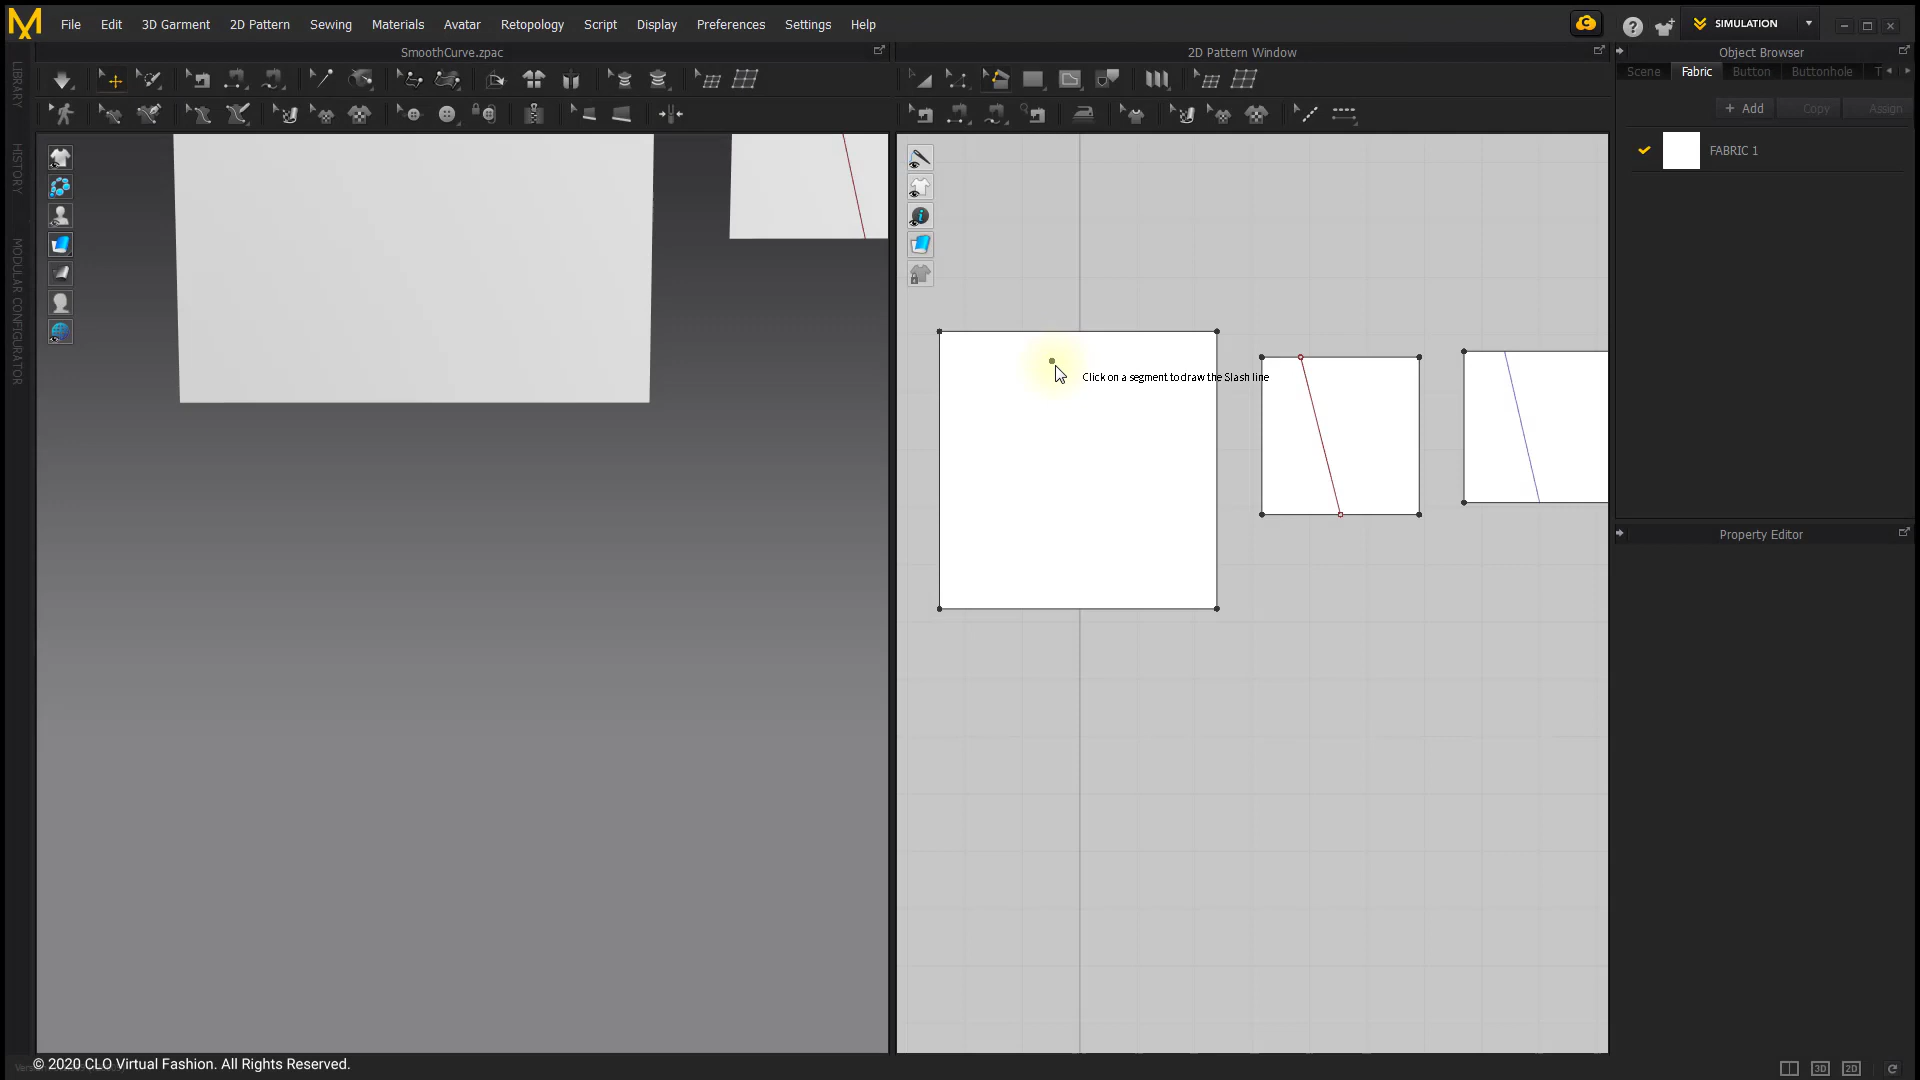 File Edit 3D Garment 2D Pattern Sewing Materials Avatar Retopology Script Display Preferences Settings Help
SIMULATION
SmoothCurve.zpac
2D Pattern Window
Object Browser
Scene Fabric Button Buttonhole
+ Add Copy Assign
FABRIC 1
LIBRARY
HISTORY
MODULAR CONFIGURATOR
Click on a segment to draw the Slash line
Property Editor
© 2020 CLO Virtual Fashion. All Rights Reserved.
3D 2D